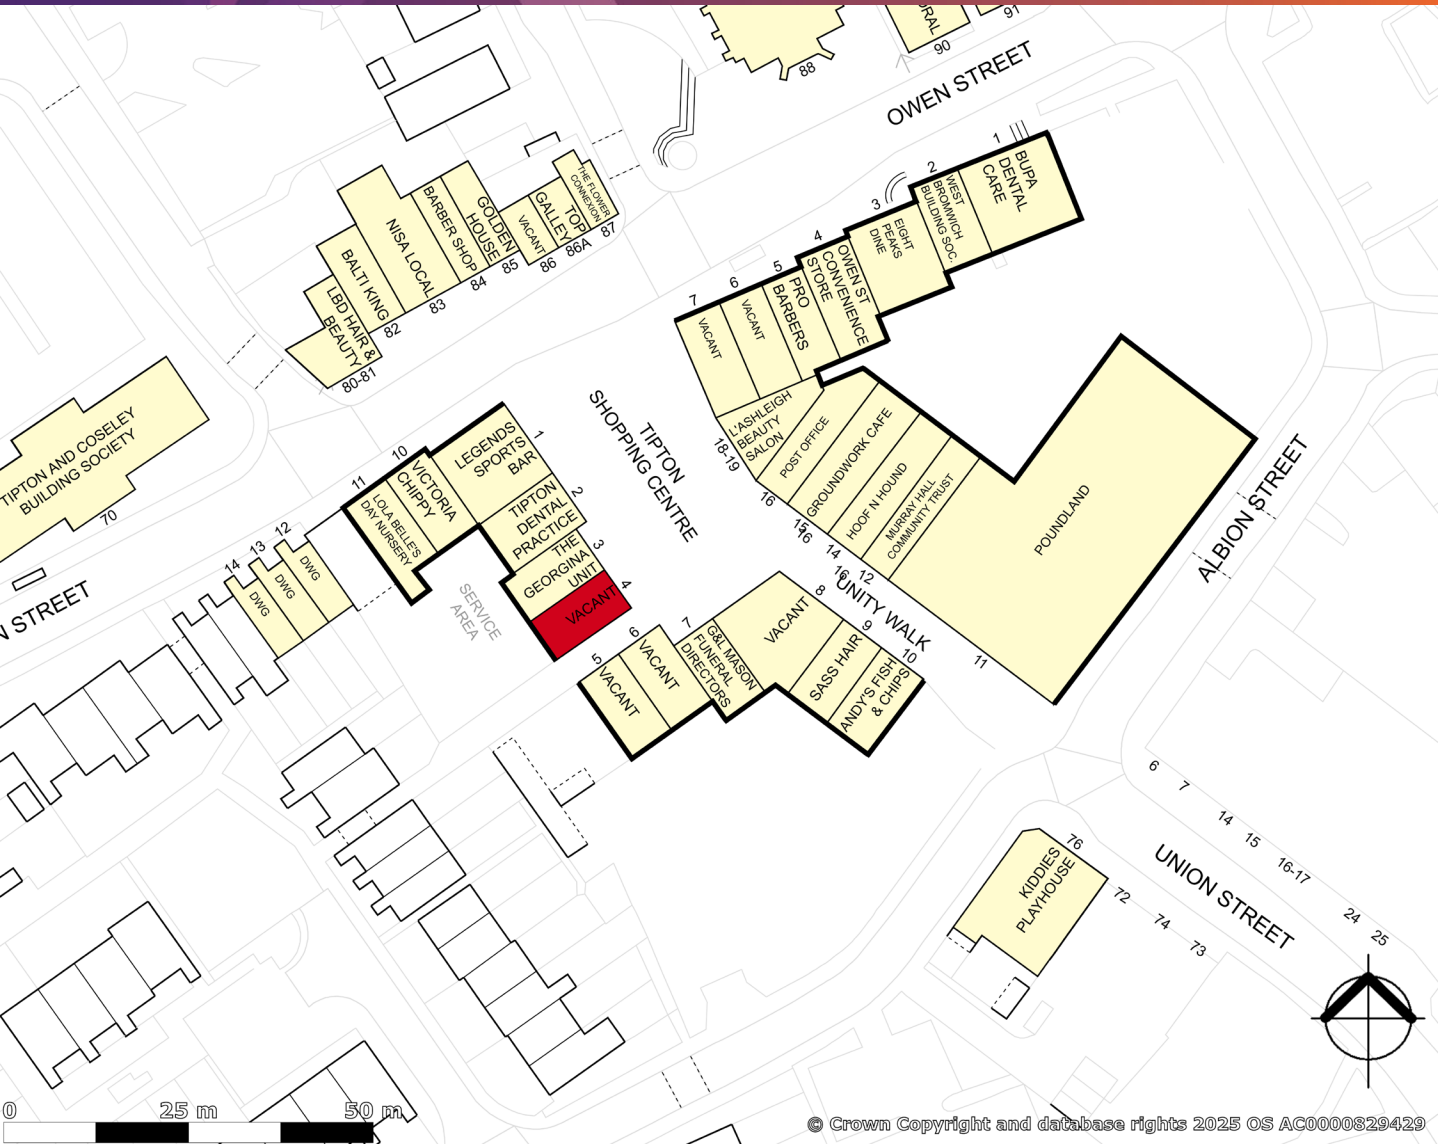 ORAL
91
90
88
OWEN STREET
1
BUPA
DENTAL
CARE
2
WEST
BROMWICH
BUILDING SOC.
3
EIGHT
PEAKS
DINE
4
OWEN ST
CONVENIENCE
STORE
5
PRO
BARBERS
6
VACANT
7
VACANT
THE FLOWER
CONNEXION
87
TOP
GALLEY
86A
VACANT
86
GOLDEN
HOUSE
85
BARBER SHOP
84
NISA LOCAL
83
BALTI KING
82
LBD HAIR &
BEAUTY
80-81
TIPTON AND COSELEY
BUILDING SOCIETY
70
N STREET
TIPTON
SHOPPING CENTRE
L'ASHLEIGH
BEAUTY
SALON
18-19
POST OFFICE
16
GROUNDWORK CAFE
15
16
HOOF N HOUND
14
16
MURRAY HALL
COMMUNITY TRUST
12
POUNDLAND
11
ALBION STREET
UNITY WALK
1
LEGENDS
SPORTS
BAR
10
VICTORIA
CHIPPY
11
LOLA BELLE'S
DAY NURSERY
2
TIPTON
DENTAL
PRACTICE
3
THE
GEORGINA
UNIT
4
VACANT
12
DWG
13
DWG
14
DWG
SERVICE
AREA
5
VACANT
6
VACANT
7
G&L MASON
FUNERAL
DIRECTORS
8
VACANT
9
SASS HAIR
10
ANDY'S FISH
& CHIPS
6
7
14
15
16-17
24
25
UNION STREET
76
KIDDIES
PLAYHOUSE
72
74
73
0
25 m
50 m
© Crown Copyright and database rights 2025 OS AC0000829429